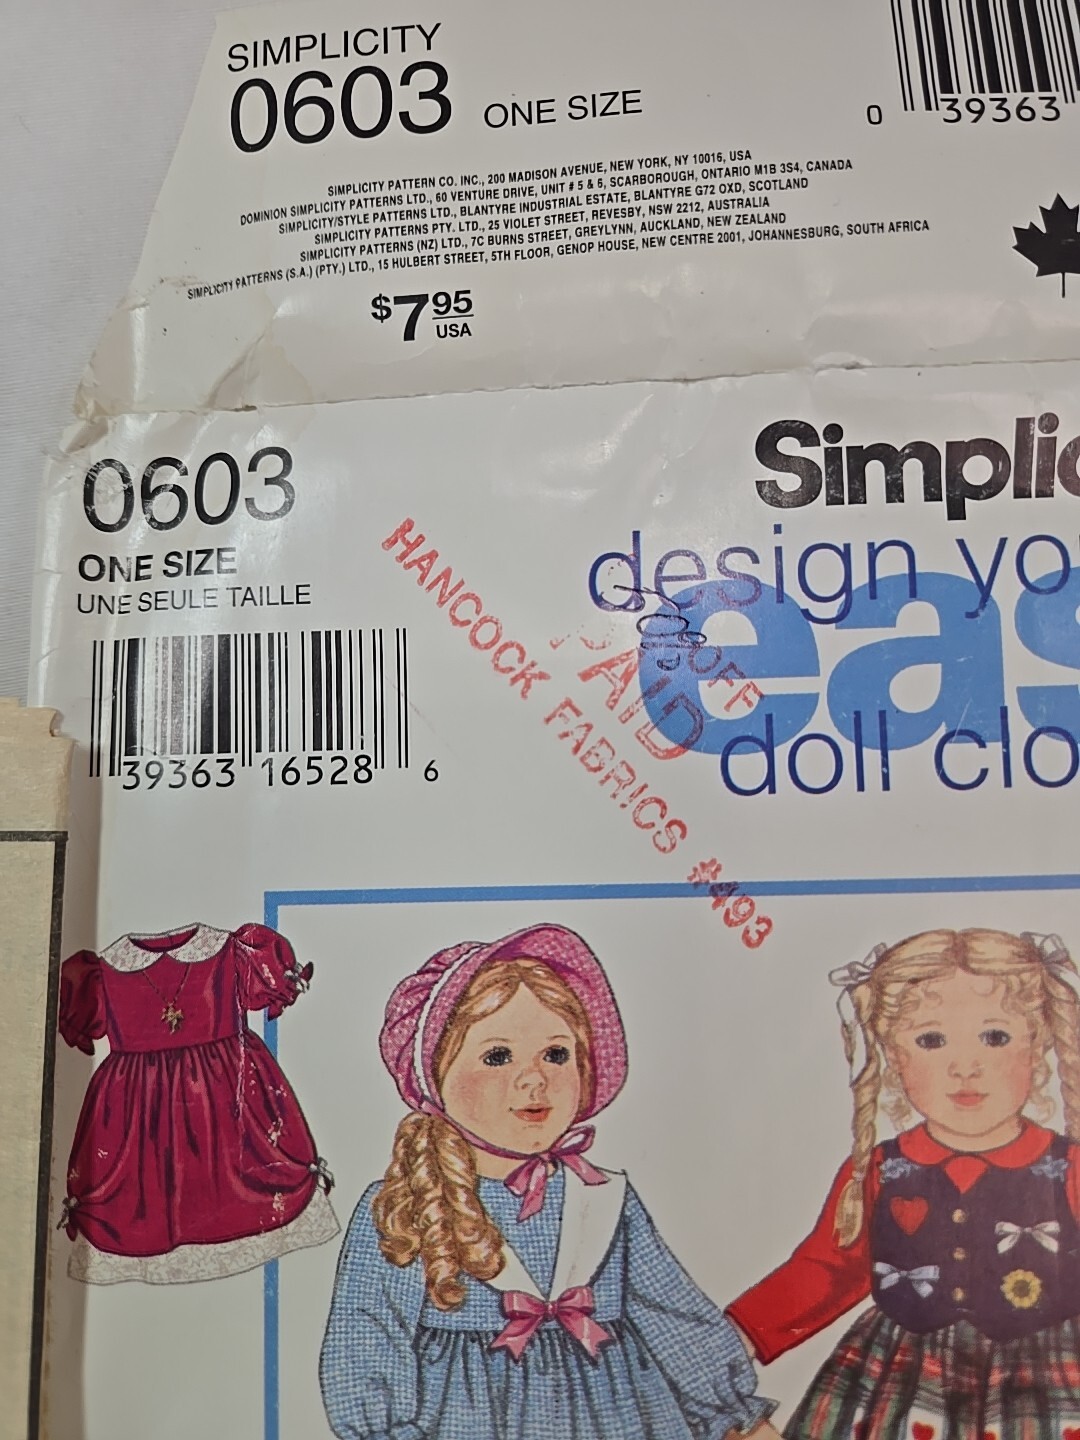 SIMPLICITY
0603 ONE SIZE
0 39363
SIMPLICITY PATTERN CO. INC., 200 MADISON AVENUE, NEW YORK, NY 10016, USA
DOMINION SIMPLICITY PATTERNS LTD., 60 VENTURE DRIVE, UNIT # 5 & 6, SCARBOROUGH, ONTARIO M1B 3S4, CANADA
SIMPLICITY/STYLE PATTERNS LTD., BLANTYRE INDUSTRIAL ESTATE, BLANTYRE G72 OXD, SCOTLAND
SIMPLICITY PATTERNS PTY. LTD., 25 VIOLET STREET, REVESBY, NSW 2212, AUSTRALIA
SIMPLICITY PATTERNS (NZ) LTD., 7C BURNS STREET, GREYLYNN, AUCKLAND, NEW ZEALAND
SIMPLICITY PATTERNS (S.A.) (PTY.) LTD., 15 HULBERT STREET, 5TH FLOOR, GENOP HOUSE, NEW CENTRE 2001, JOHANNESBURG, SOUTH AFRICA
$7 95
USA
0603
ONE SIZE
UNE SEULE TAILLE
39363 16528 6
Simplic
design yo
eas
doll clo
PAID
OFF
HANCOCK FABRICS #493